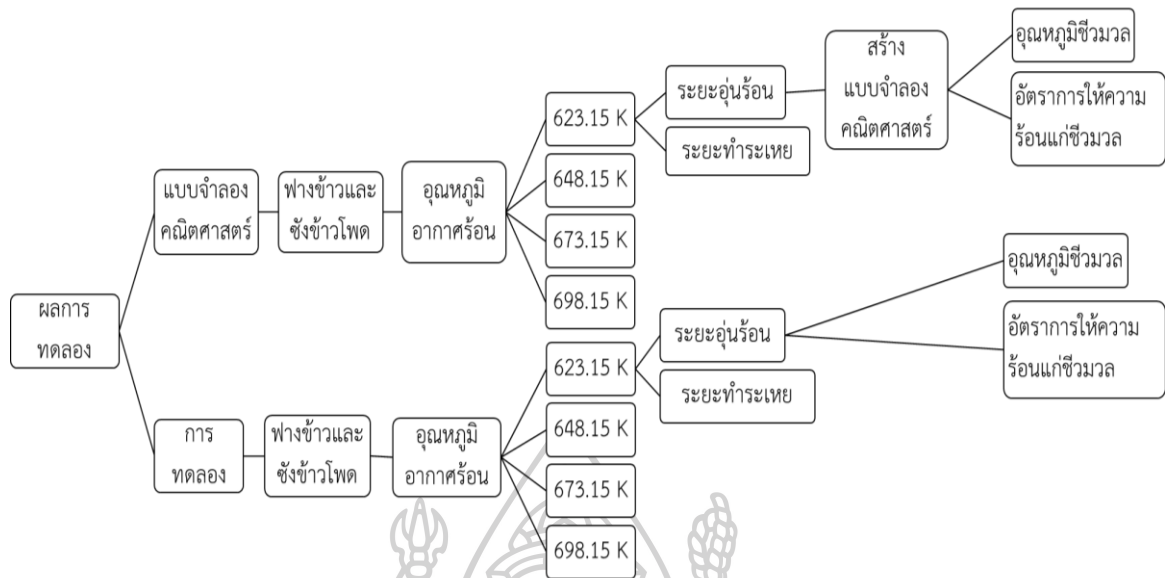 ผลการ
ทดลอง
แบบจำลอง
คณิตศาสตร์
ฟางข้าวและ
ซังข้าวโพด
อุณหภูมิ
อากาศร้อน
623.15 K
648.15 K
673.15 K
698.15 K
ระยะอุ่นร้อน
ระยะทำระเหย
สร้าง
แบบจำลอง
คณิตศาสตร์
อุณหภูมิชีวมวล
อัตราการให้ความ
ร้อนแก่ชีวมวล
การ
ทดลอง
ฟางข้าวและ
ซังข้าวโพด
อุณหภูมิ
อากาศร้อน
623.15 K
648.15 K
673.15 K
698.15 K
ระยะอุ่นร้อน
ระยะทำระเหย
อุณหภูมิชีวมวล
อัตราการให้ความ
ร้อนแก่ชีวมวล